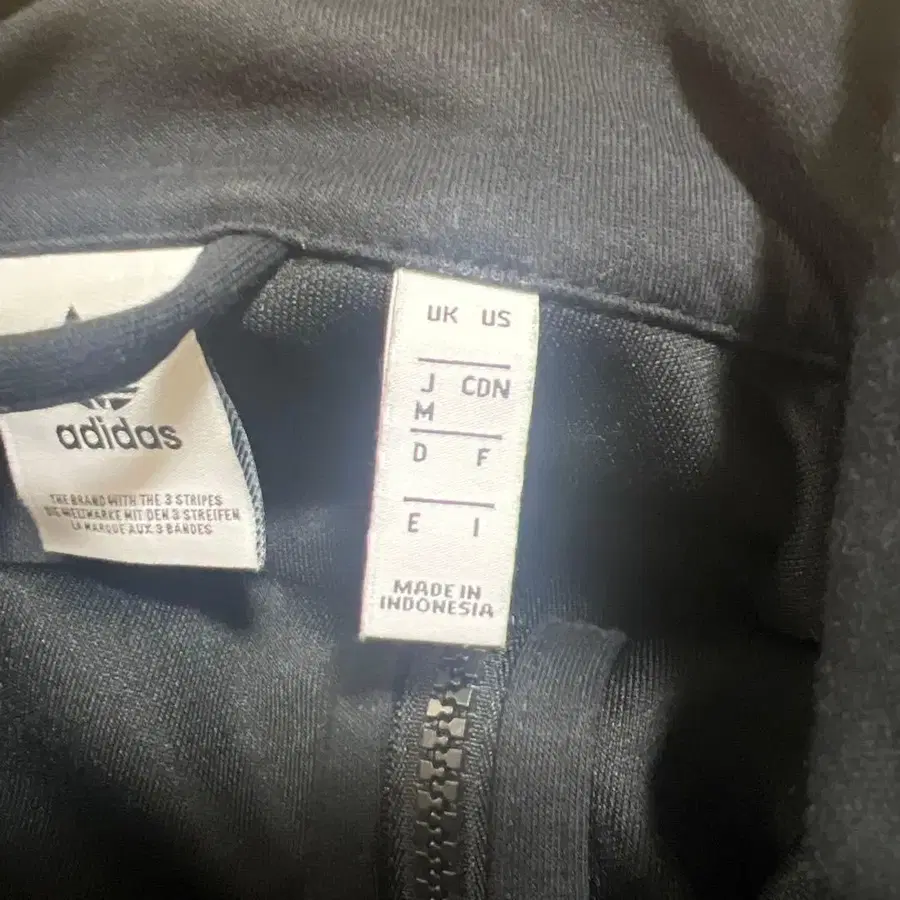 adidas
THE BRAND WITH THE 3 STRIPES
DIE WELTMARKE MIT DEN 3 STREIFEN
LA MARQUE AUX 3 BANDES
UK US
J CDN
M
D F
E I
MADE IN
INDONESIA